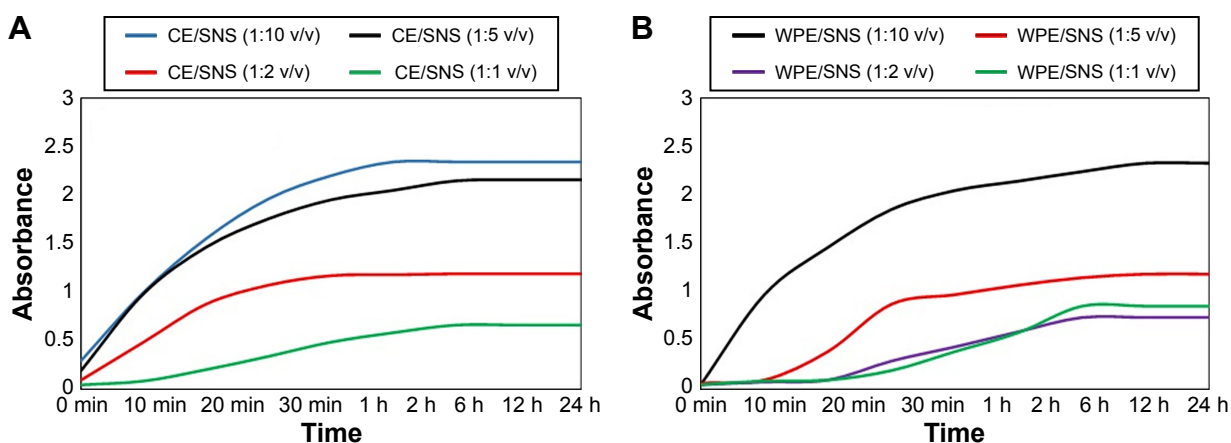 A
CE/SNS (1:10 v/v) CE/SNS (1:5 v/v)
CE/SNS (1:2 v/v) CE/SNS (1:1 v/v)
3
2.5
2
1.5
1
0.5
0
Absorbance
0 min 10 min 20 min 30 min 1 h 2 h 6 h 12 h 24 h
Time
B
WPE/SNS (1:10 v/v) WPE/SNS (1:5 v/v)
WPE/SNS (1:2 v/v) WPE/SNS (1:1 v/v)
3
2.5
2
1.5
1
0.5
0
Absorbance
0 min 10 min 20 min 30 min 1 h 2 h 6 h 12 h 24 h
Time